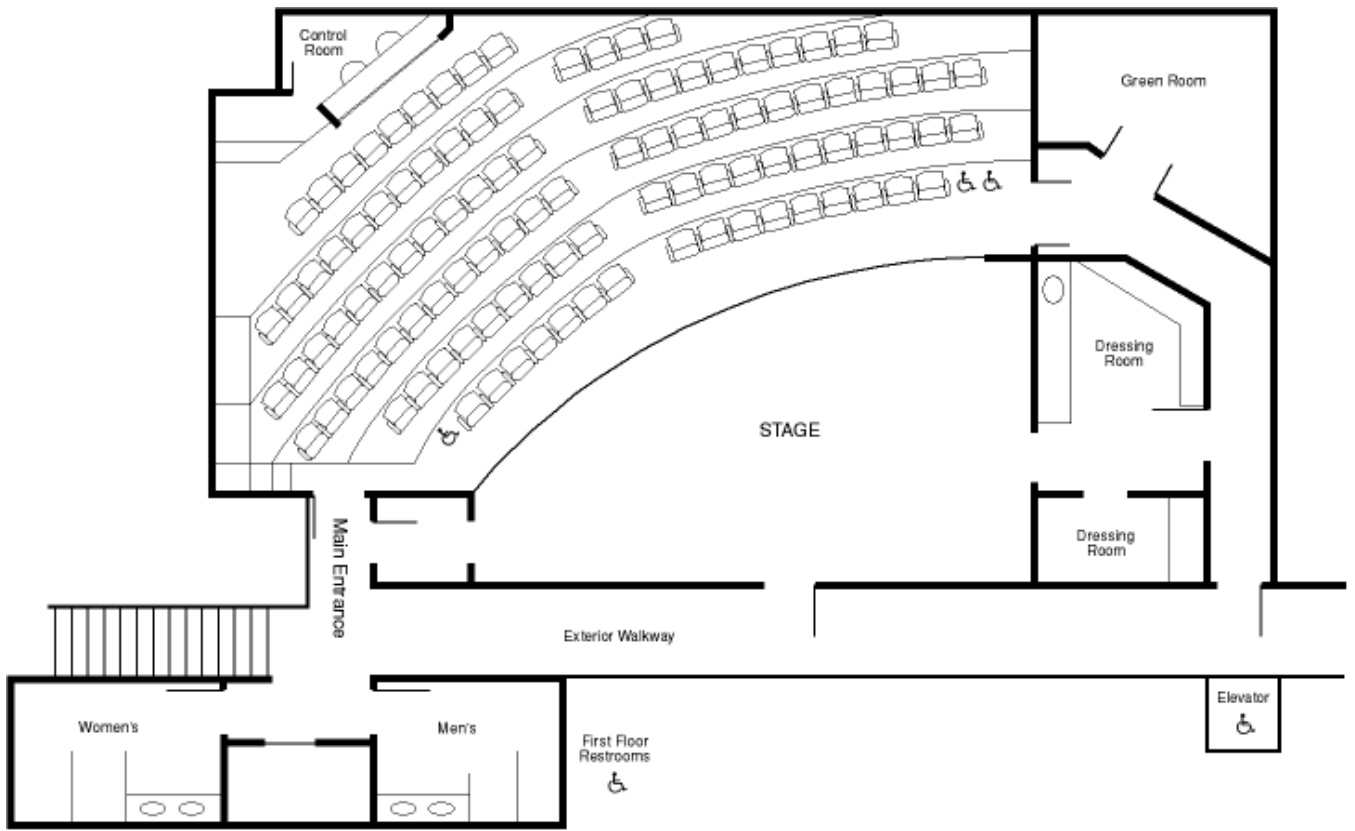 Control
Room
Green Room
Dressing
Room
STAGE
Main Entrance
Dressing
Room
Exterior Walkway
Women's
Men's
First Floor
Restrooms
Elevator